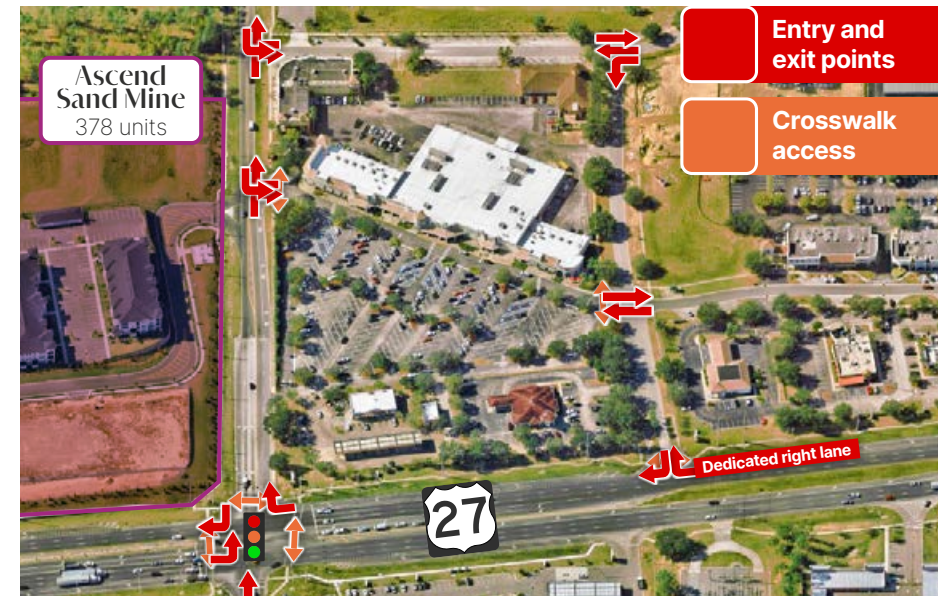 Entry and
exit points
Crosswalk
access
Ascend
Sand Mine
378 units
Dedicated right lane
27